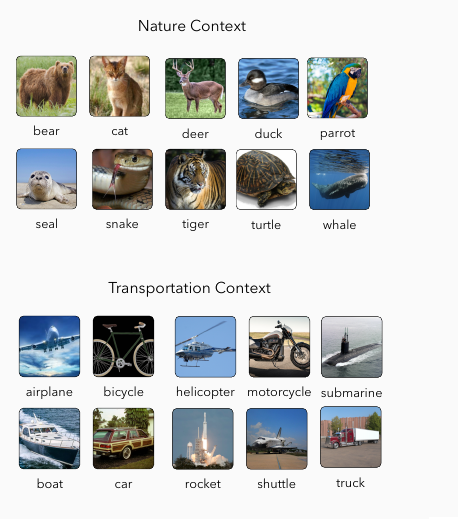 Nature Context
bear cat deer duck parrot
seal snake tiger turtle whale
Transportation Context
airplane bicycle helicopter motorcycle submarine
boat car rocket shuttle truck